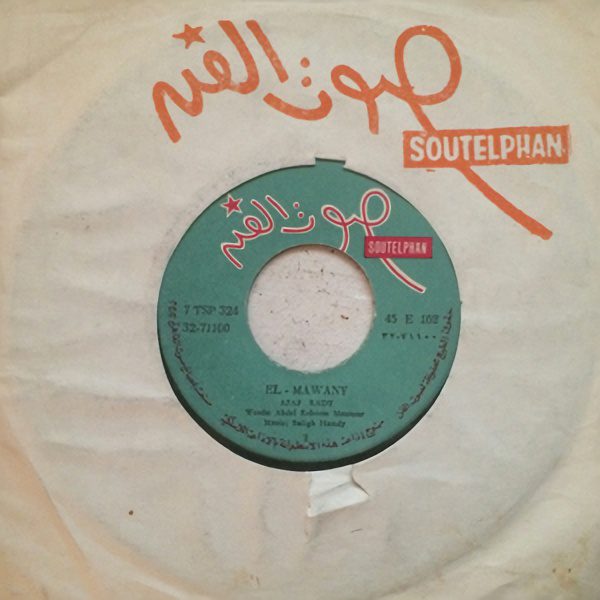 صوت الفن
SOUTELPHAN
صوت الفن
SOUTELPHAN
7 TSP 324
32-71100
45 E 102
٣٢-٧١١٠٠
EL - MAWANY
Words: Abdel Raheem Mansour
Music: Baligh Hamdy